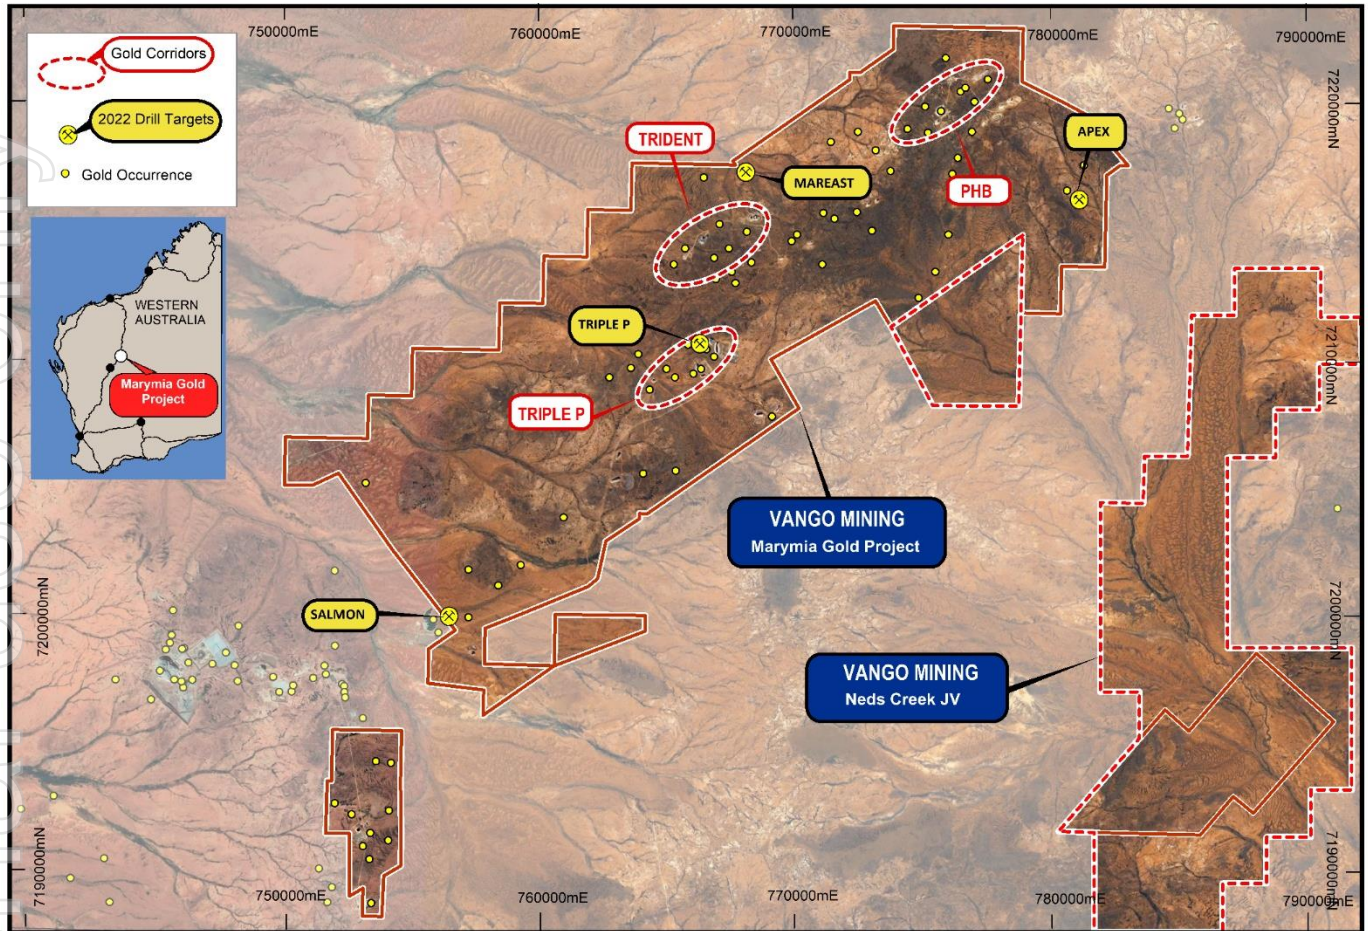 750000mE
760000mE
770000mE
780000mE
790000mE
Gold Corridors
2022 Drill Targets
Gold Occurrence
7220000mN
TRIDENT
APEX
MAREAST
PHB
WESTERN
AUSTRALIA
Marymia Gold
Project
TRIPLE P
7210000mN
TRIPLE P
VANGO MINING
Marymia Gold Project
SALMON
7200000mN
7200000mN
VANGO MINING
Neds Creek JV
7190000mN
7190000mN
750000mE
760000mE
770000mE
780000mE
790000mE